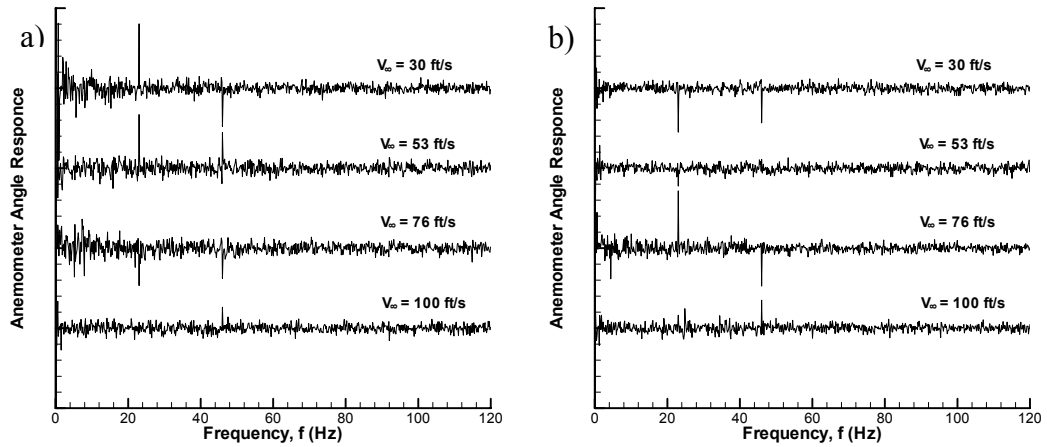 a)
Anemometer Angle Responce
V∞ = 30 ft/s
V∞ = 53 ft/s
V∞ = 76 ft/s
V∞ = 100 ft/s
0 20 40 60 80 100 120
Frequency, f (Hz)
b)
Anemometer Angle Responce
V∞ = 30 ft/s
V∞ = 53 ft/s
V∞ = 76 ft/s
V∞ = 100 ft/s
0 20 40 60 80 100 120
Frequency, f (Hz)